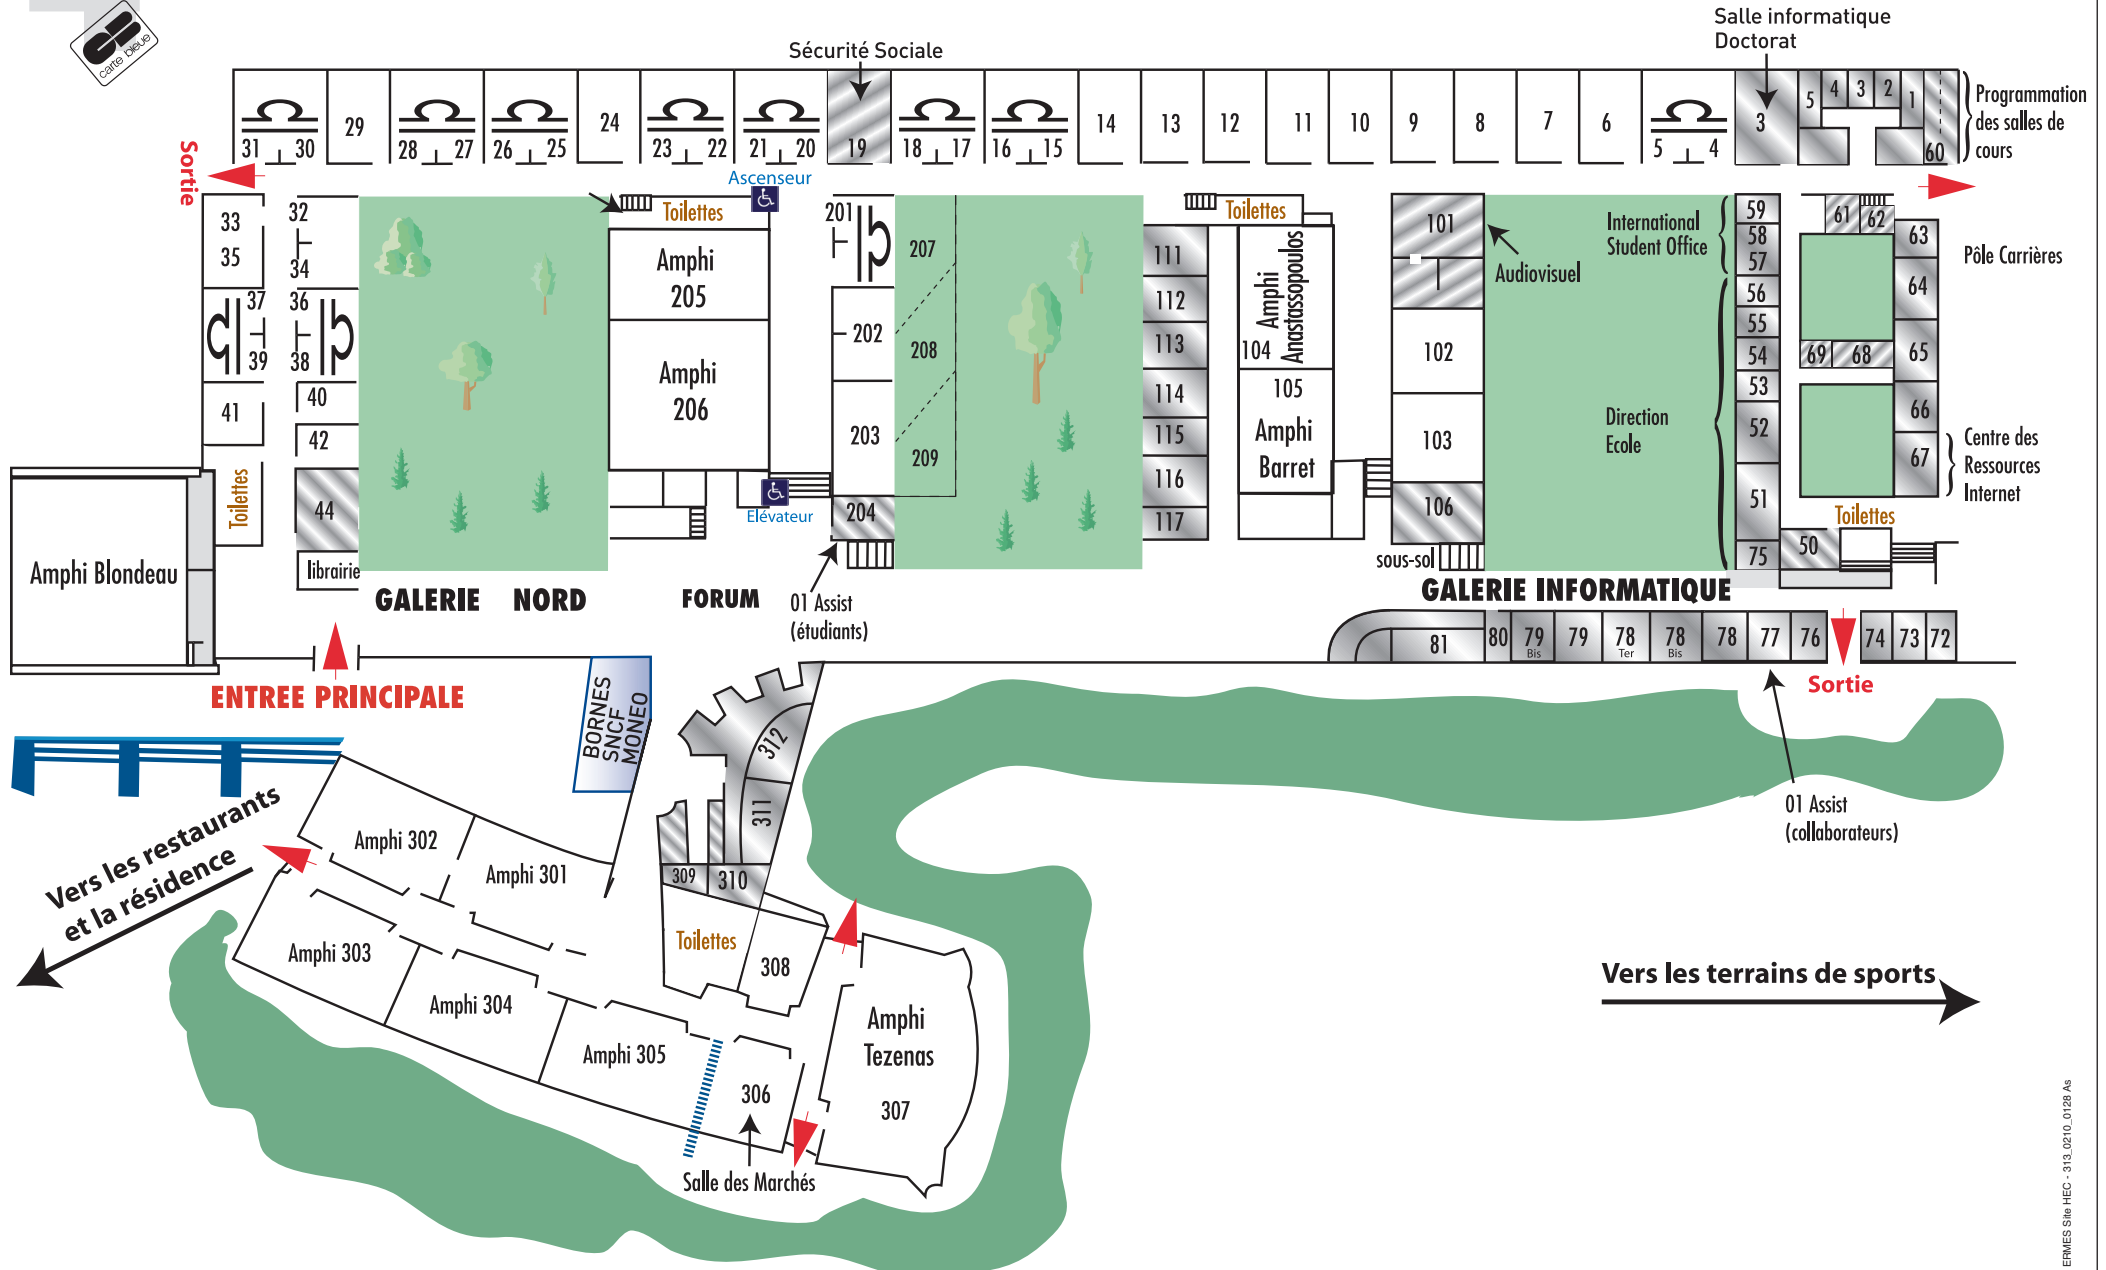 carte bleue
Sécurité Sociale
Salle informatique
Doctorat
31 30
29
28 27
26 25
24
23 22
21 20
19
18 17
16 15
14
13
12
11
10
9
8
7
6
5 4
3
5
4
3
2
1
60
Programmation
des salles de
cours
Sortie
Ascenseur
33
35
32
34
37
39
36
38
41
40
42
44
Toilettes
librairie
Amphi Blondeau
Toilettes
Amphi
205
Amphi
206
Elévateur
201
202
203
204
207
208
209
01 Assist
(étudiants)
111
112
113
114
115
116
117
Toilettes
Amphi
Anastassopoulos
104
105
Amphi
Barret
101
102
103
106
sous-sol
Audiovisuel
International
Student Office
Direction
Ecole
59
58
57
56
55
54
53
52
51
75
61
62
63
64
65
66
67
69
68
50
Toilettes
Pôle Carrières
Centre des
Ressources
Internet
GALERIE NORD
FORUM
GALERIE INFORMATIQUE
81
80
79
Bis
79
78
Ter
78
Bis
78
77
76
74
73
72
Sortie
01 Assist
(collaborateurs)
ENTREE PRINCIPALE
BORNES
SNCF
MONEO
312
311
310
309
Toilettes
308
Amphi 302
Amphi 301
Amphi 303
Amphi 304
Amphi 305
306
Salle des Marchés
Amphi
Tezenas
307
Vers les restaurants
et la résidence
Vers les terrains de sports
ERMES Site HEC - 313_0210_0128 As